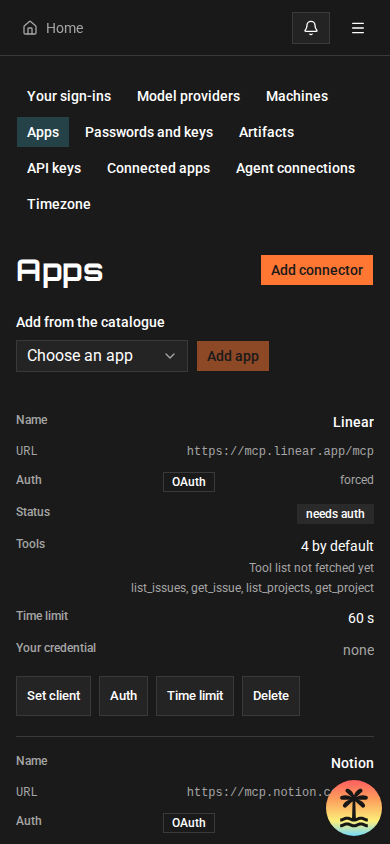 Home
Your sign-ins Model providers Machines
Apps Passwords and keys Artifacts
API keys Connected apps Agent connections
Timezone
Apps Add connector
Add from the catalogue
Choose an app Add app
Name Linear
URL https://mcp.linear.app/mcp
Auth OAuth forced
Status needs auth
Tools 4 by default
Tool list not fetched yet
list_issues, get_issue, list_projects, get_project
Time limit 60 s
Your credential none
Set client Auth Time limit Delete
Name Notion
URL https://mcp.notion.c
Auth OAuth